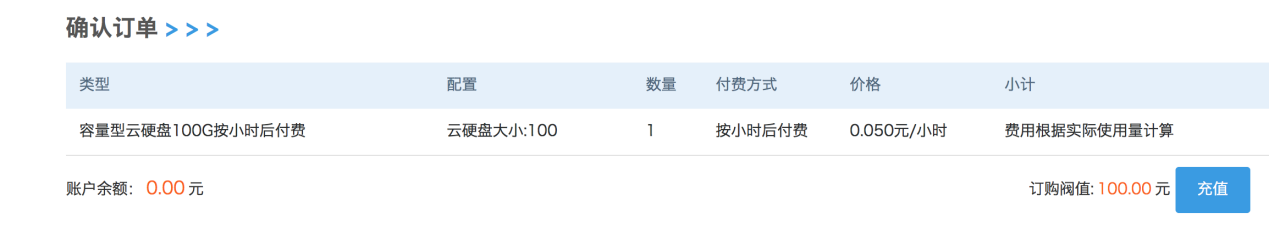 确认订单 > > >
类型 配置 数量 付费方式 价格 小计
容量型云硬盘100G按小时后付费 云硬盘大小:100 1 按小时后付费 0.050元/小时 费用根据实际使用量计算
账户余额: 0.00 元 订购阀值: 100.00 元 充值